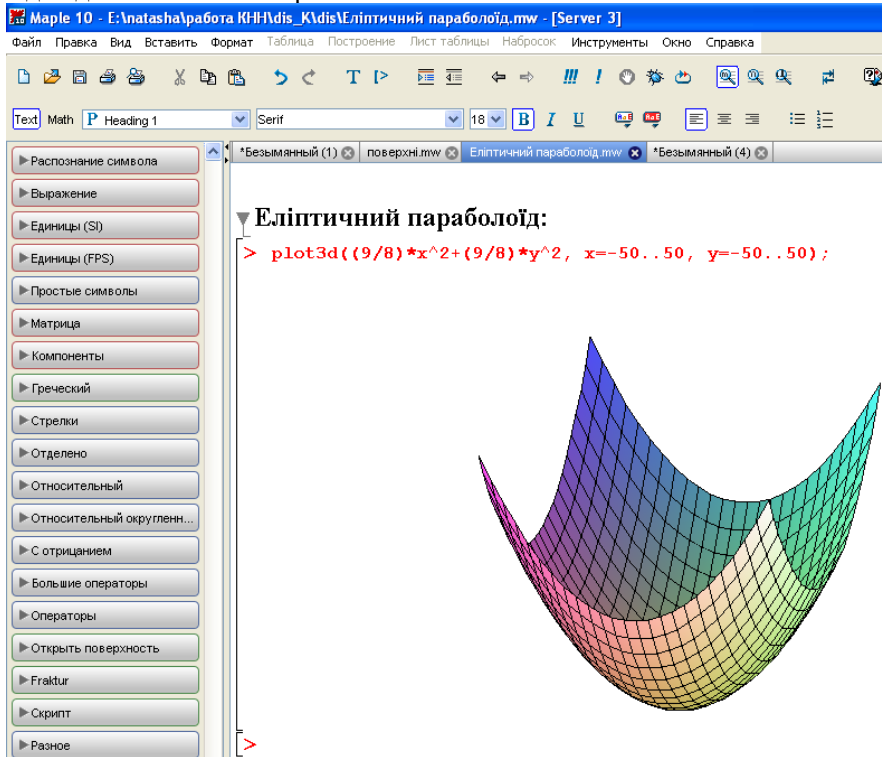 Maple 10 - E:\natasha\работа КНН\dis_K\dis\Еліптичний параболоїд.mw - [Server 3]
Файл Правка Вид Вставить Формат Таблица Построение Лист таблицы Набросок Инструменты Окно Справка
Text Math P Heading 1 Serif 18 B I U
*Безымянный (1) поверхні.mw Еліптичний параболоїд.mw *Безымянный (4)
Распознание символа
Выражение
Единицы (SI)
Единицы (FPS)
Простые символы
Матрица
Компоненты
Греческий
Стрелки
Отделено
Относительный
Относительный округленн...
С отрицанием
Большие операторы
Операторы
Открыть поверхность
Fraktur
Скрипт
Разное
Еліптичний параболоїд:
> plot3d((9/8)*x^2+(9/8)*y^2, x=-50..50, y=-50..50);
>